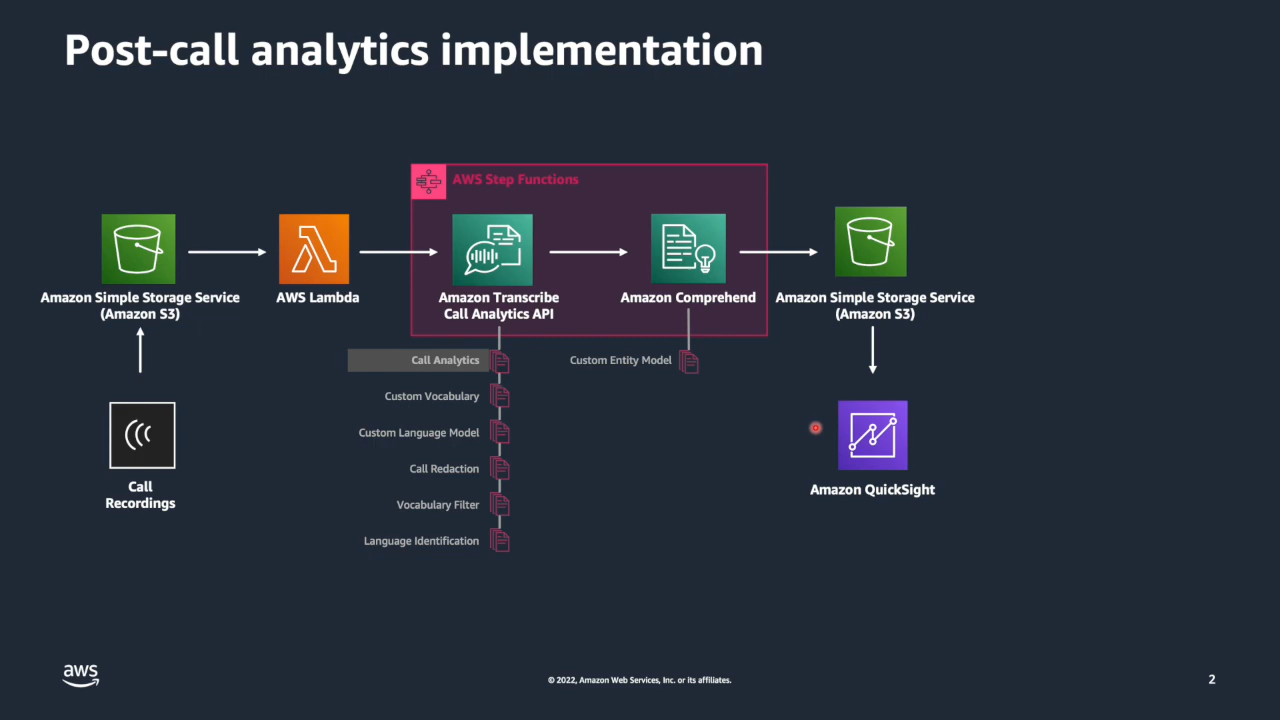 Post-call analytics implementation
AWS Step Functions
Amazon Simple Storage Service
(Amazon S3)
AWS Lambda
Amazon Transcribe
Call Analytics API
Amazon Comprehend
Amazon Simple Storage Service
(Amazon S3)
Call Analytics
Custom Vocabulary
Custom Language Model
Call Redaction
Vocabulary Filter
Language Identification
Custom Entity Model
Call
Recordings
Amazon QuickSight
aws
© 2022, Amazon Web Services, Inc. or its affiliates.
2